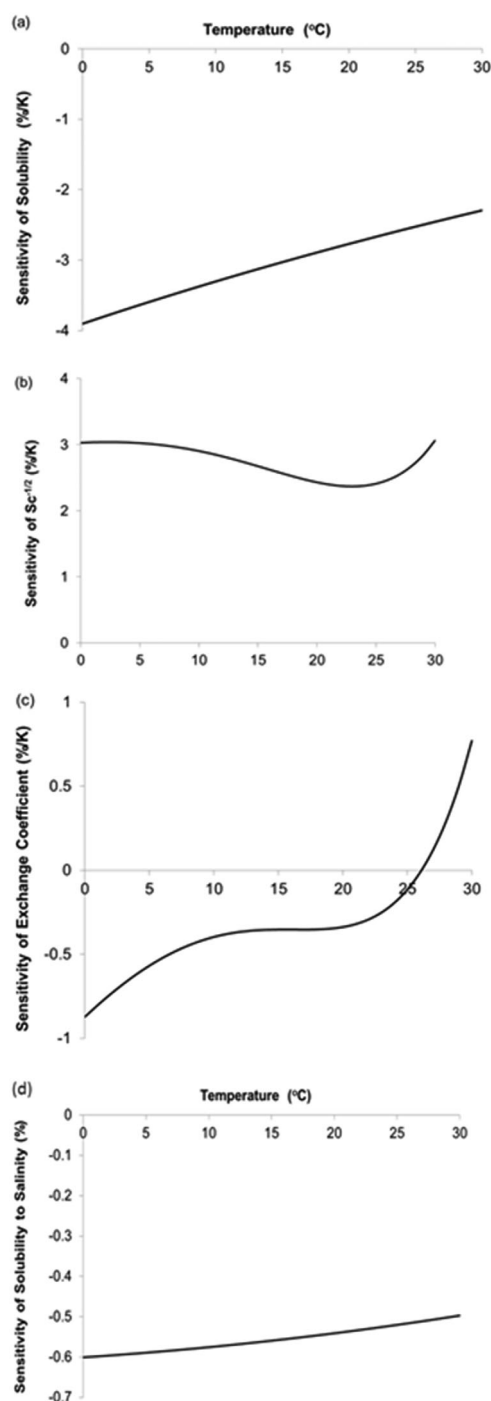 (a)
Temperature (°C)
0 5 10 15 20 25 30
0
-1
-2
-3
-4
Sensitivity of Solubility (%/K)
(b)
4
3
2
1
0
Sensitivity of Sc-1/2 (%/K)
0 5 10 15 20 25 30
(c)
1
0.5
0
-0.5
-1
Sensitivity of Exchange Coefficient (%/K)
0 5 10 15 20 25 30
(d)
Temperature (°C)
0 5 10 15 20 25 30
0
-0.1
-0.2
-0.3
-0.4
-0.5
-0.6
-0.7
Sensitivity of Solubility to Salinity (%)